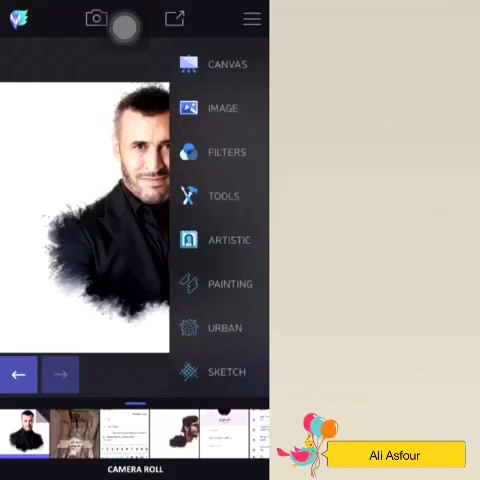 CANVAS
IMAGE
FILTERS
TOOLS
ARTISTIC
PAINTING
URBAN
SKETCH
CAMERA ROLL
Ali Asfour